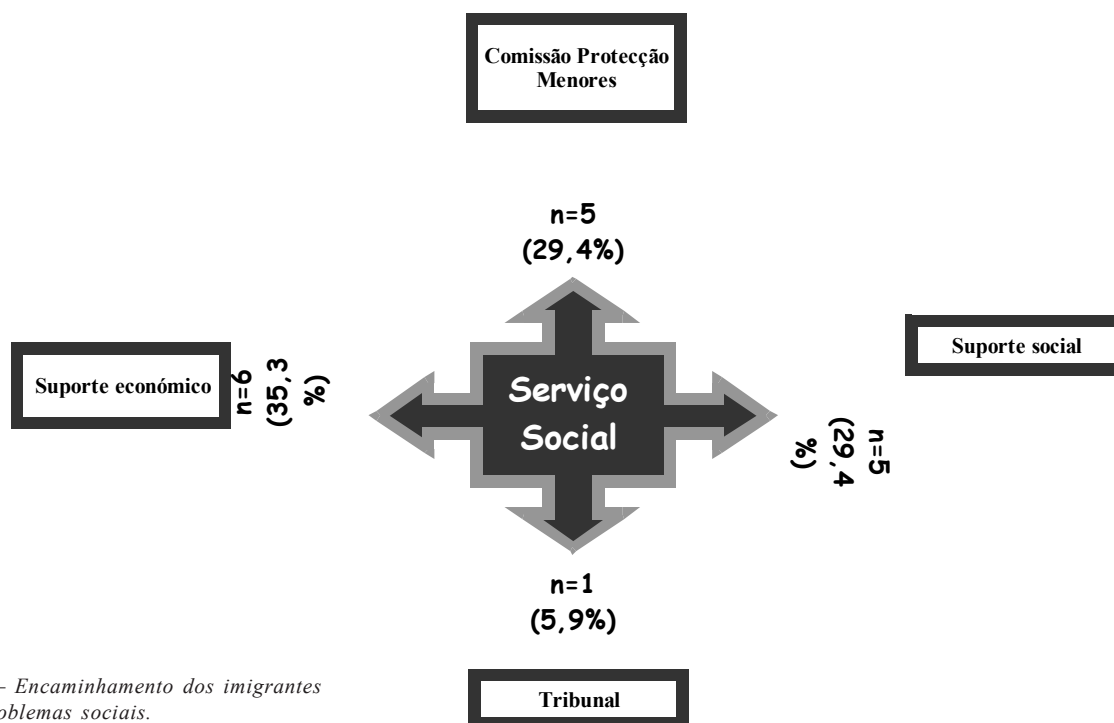 Comissão Protecção
Menores
n=5
(29,4%)
Suporte social
Suporte económico
n=6
(35,3
%)
Serviço
Social
n=5
(29,4
%)
n=1
(5,9%)
– Encaminhamento dos imigrantes
sociais.
Tribunal